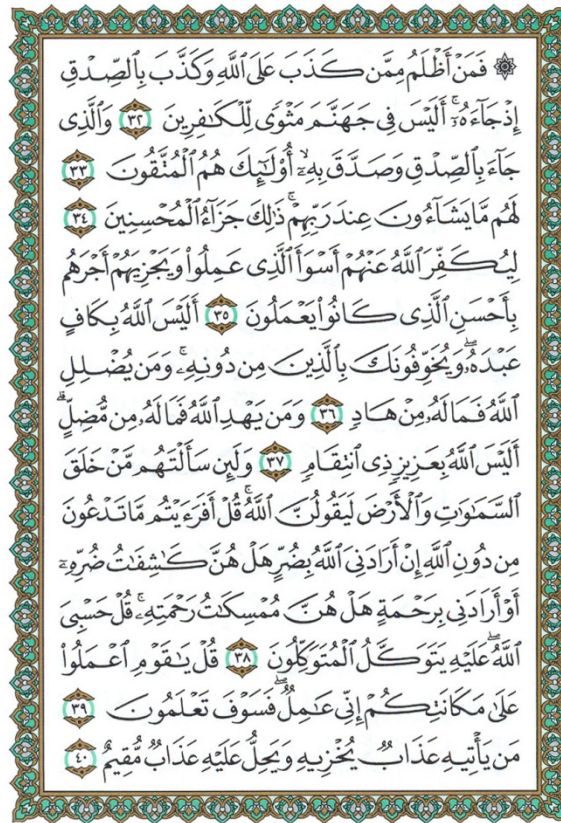 ۞ فَمَنْ أَظْلَمُ مِمَّن كَذَبَ عَلَى ٱللَّهِ وَكَذَّبَ بِٱلصِّدْقِ
إِذْ جَآءَهُۥٓ ۚ أَلَيْسَ فِى جَهَنَّمَ مَثْوًى لِّلْكَـٰفِرِينَ ٣٢ وَٱلَّذِى
جَآءَ بِٱلصِّدْقِ وَصَدَّقَ بِهِۦٓ ۙ أُو۟لَـٰٓئِكَ هُمُ ٱلْمُتَّقُونَ ٣٣
لَهُم مَّا يَشَآءُونَ عِندَ رَبِّهِمْ ۚ ذَٰلِكَ جَزَآءُ ٱلْمُحْسِنِينَ ٣٤
لِيُكَفِّرَ ٱللَّهُ عَنْهُمْ أَسْوَأَ ٱلَّذِى عَمِلُوا۟ وَيَجْزِيَهُمْ أَجْرَهُم
بِأَحْسَنِ ٱلَّذِى كَانُوا۟ يَعْمَلُونَ ٣٥ أَلَيْسَ ٱللَّهُ بِكَافٍ
عَبْدَهُۥ ۖ وَيُخَوِّفُونَكَ بِٱلَّذِينَ مِن دُونِهِۦ ۚ وَمَن يُضْلِلِ
ٱللَّهُ فَمَا لَهُۥ مِنْ هَادٍ ٣٦ وَمَن يَهْدِ ٱللَّهُ فَمَا لَهُۥ مِن مُّضِلٍّ ۗ
أَلَيْسَ ٱللَّهُ بِعَزِيزٍ ذِى ٱنتِقَامٍ ٣٧ وَلَئِن سَأَلْتَهُم مَّنْ خَلَقَ
ٱلسَّمَـٰوَٰتِ وَٱلْأَرْضَ لَيَقُولُنَّ ٱللَّهُ ۚ قُلْ أَفَرَءَيْتُم مَّا تَدْعُونَ
مِن دُونِ ٱللَّهِ إِنْ أَرَادَنِىَ ٱللَّهُ بِضُرٍّ هَلْ هُنَّ كَـٰشِفَـٰتُ ضُرِّهِۦٓ
أَوْ أَرَادَنِى بِرَحْمَةٍ هَلْ هُنَّ مُمْسِكَـٰتُ رَحْمَتِهِۦ ۚ قُلْ حَسْبِىَ
ٱللَّهُ ۖ عَلَيْهِ يَتَوَكَّلُ ٱلْمُتَوَكِّلُونَ ٣٨ قُلْ يَـٰقَوْمِ ٱعْمَلُوا۟
عَلَىٰ مَكَانَتِكُمْ إِنِّى عَـٰمِلٌ ۖ فَسَوْفَ تَعْلَمُونَ ٣٩
مَن يَأْتِيهِ عَذَابٌ يُخْزِيهِ وَيَحِلُّ عَلَيْهِ عَذَابٌ مُّقِيمٌ ٤٠